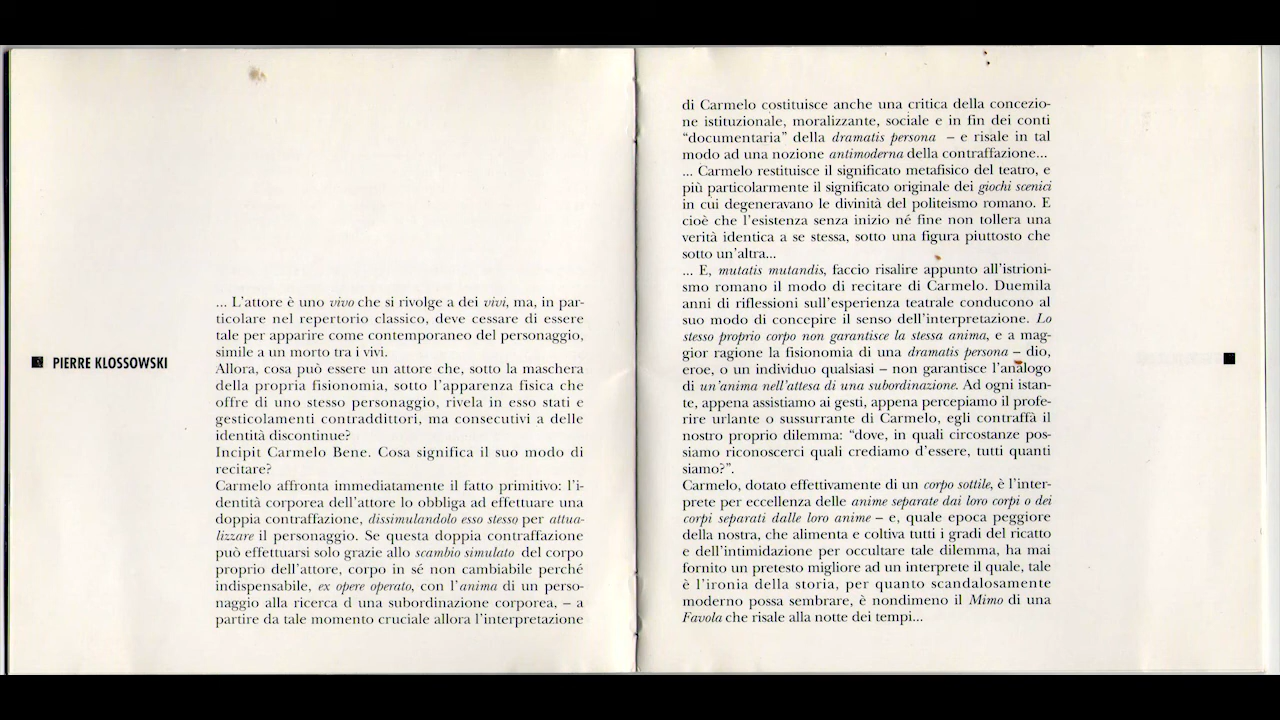 PIERRE KLOSSOWSKI
... L'attore è uno vivo che si rivolge a dei vivi, ma, in par-
ticolare nel repertorio classico, deve cessare di essere
tale per apparire come contemporaneo del personaggio,
simile a un morto tra i vivi.
Allora, cosa può essere un attore che, sotto la maschera
della propria fisionomia, sotto l'apparenza fisica che
offre di uno stesso personaggio, rivela in esso stati e
gesticolamenti contraddittori, ma consecutivi a delle
identità discontinue?
Incipit Carmelo Bene. Cosa significa il suo modo di
recitare?
Carmelo affronta immediatamente il fatto primitivo: l'i-
dentità corporea dell'attore lo obbliga ad effettuare una
doppia contraffazione, dissimulandolo esso stesso per attua-
lizzare il personaggio. Se questa doppia contraffazione
può effettuarsi solo grazie allo scambio simulato del corpo
proprio dell'attore, corpo in sé non cambiabile perché
indispensabile, ex opere operato, con l'anima di un perso-
naggio alla ricerca d una subordinazione corporea, – a
partire da tale momento cruciale allora l'interpretazione
di Carmelo costituisce anche una critica della concezio-
ne istituzionale, moralizzante, sociale e in fin dei conti
“documentaria” della dramatis persona – e risale in tal
modo ad una nozione antimoderna della contraffazione...
... Carmelo restituisce il significato metafisico del teatro, e
più particolarmente il significato originale dei giochi scenici
in cui degeneravano le divinità del politeismo romano. E
cioè che l'esistenza senza inizio né fine non tollera una
verità identica a se stessa, sotto una figura piuttosto che
sotto un'altra...
... E, mutatis mutandis, faccio risalire appunto all'istrioni-
smo romano il modo di recitare di Carmelo. Duemila
anni di riflessioni sull'esperienza teatrale conducono al
suo modo di concepire il senso dell'interpretazione. Lo
stesso proprio corpo non garantisce la stessa anima, e a mag-
gior ragione la fisionomia di una dramatis persona – dio,
eroe, o un individuo qualsiasi – non garantisce l'analogo
di un'anima nell'attesa di una subordinazione. Ad ogni istan-
te, appena assistiamo ai gesti, appena percepiamo il profe-
rire urlante o sussurrante di Carmelo, egli contraffà il
nostro proprio dilemma: “dove, in quali circostanze pos-
siamo riconoscerci quali crediamo d'essere, tutti quanti
siamo?”.
Carmelo, dotato effettivamente di un corpo sottile, è l'inter-
prete per eccellenza delle anime separate dai loro corpi o dei
corpi separati dalle loro anime – e, quale epoca peggiore
della nostra, che alimenta e coltiva tutti i gradi del ricatto
e dell'intimidazione per occultare tale dilemma, ha mai
fornito un pretesto migliore ad un interprete il quale, tale
è l'ironia della storia, per quanto scandalosamente
moderno possa sembrare, è nondimeno il Mimo di una
Favola che risale alla notte dei tempi...